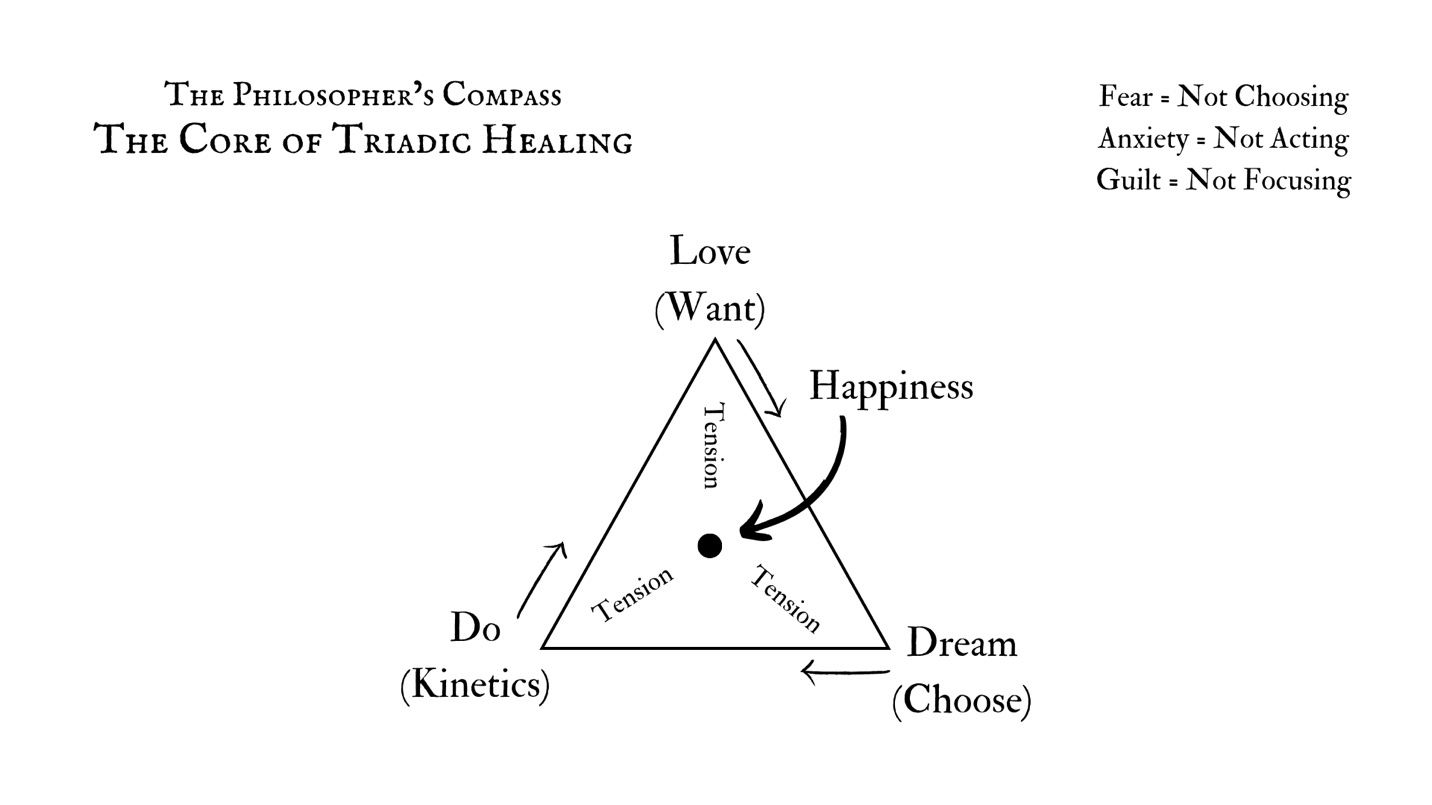 The Philosopher's Compass
The Core of Triadic Healing
Fear = Not Choosing
Anxiety = Not Acting
Guilt = Not Focusing
Love
(Want)
Happiness
Tension
Tension
Tension
Do
(Kinetics)
Dream
(Choose)